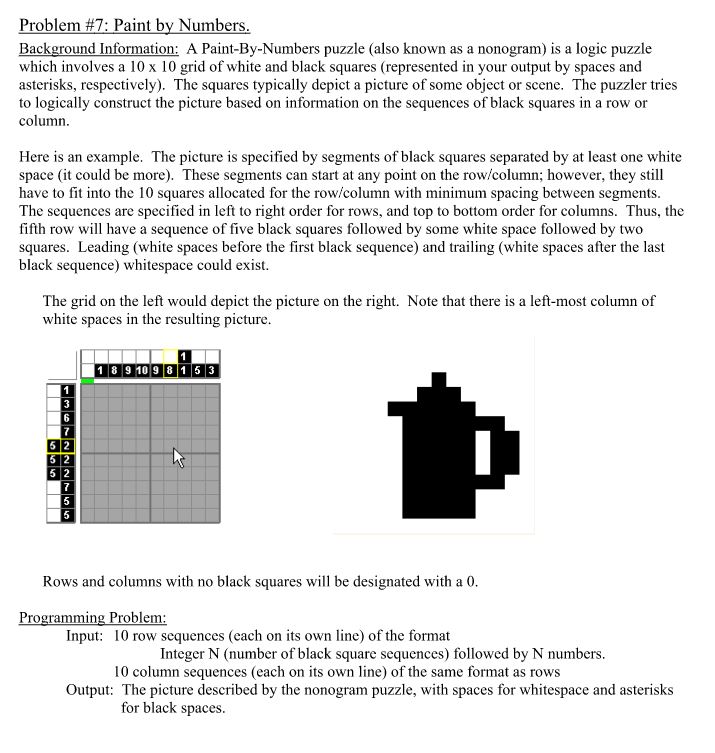 Problem #7: Paint by Numbers.
Background Information: A Paint-By-Numbers puzzle (also known as a nonogram) is a logic puzzle
which involves a 10 x 10 grid of white and black squares (represented in your output by spaces and
asterisks, respectively). The squares typically depict a picture of some object or scene. The puzzler tries
to logically construct the picture based on information on the sequences of black squares in a row or
column.
Here is an example. The picture is specified by segments of black squares separated by at least one white
space (it could be more). These segments can start at any point on the row/column; however, they still
have to fit into the 10 squares allocated for the row/column with minimum spacing between segments.
The sequences are specified in left to right order for rows, and top to bottom order for columns. Thus, the
fifth row will have a sequence of five black squares followed by some white space followed by two
squares. Leading (white spaces before the first black sequence) and trailing (white spaces after the last
black sequence) whitespace could exist.
The grid on the left would depict the picture on the right. Note that there is a left-most column of
white spaces in the resulting picture.
1
1 8 9 10 9 8 1 5 3
1
3
6
7
5 2
5 2
5 2
7
5
5
Rows and columns with no black squares will be designated with a 0.
Programming Problem:
Input: 10 row sequences (each on its own line) of the format
Integer N (number of black square sequences) followed by N numbers.
10 column sequences (each on its own line) of the same format as rows
Output: The picture described by the nonogram puzzle, with spaces for whitespace and asterisks
for black spaces.